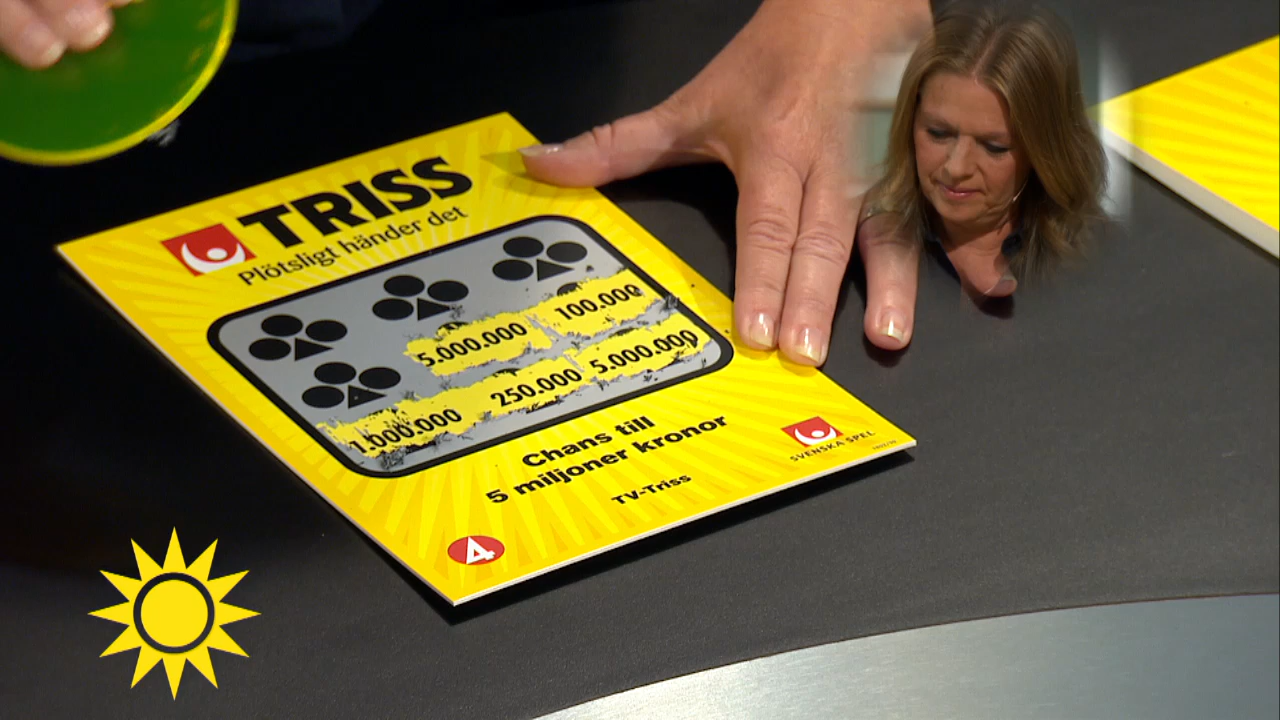 TRISS
Plötsligt händer det
5.000.000 100.000
1.000.000 250.000 5.000.000
Chans till
5 miljoner kronor
TV-Triss
SVENSKA SPEL
4